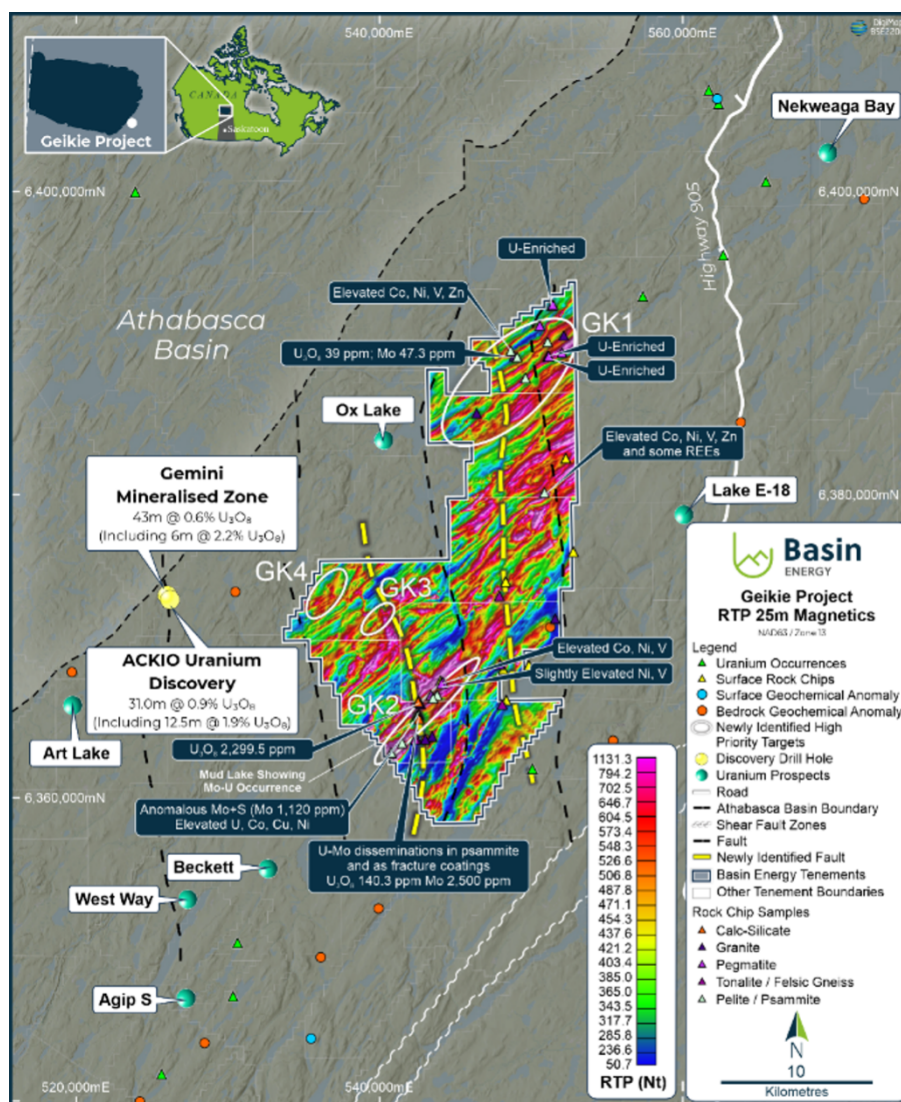 540,000mE
560,000mE
DigiMap
BSE220
CANADA
Saskatoon
Geikie Project
Nekweaga Bay
6,400,000mN
6,400,000mN
Highway 905
U-Enriched
Elevated Co, Ni, V, Zn
GK1
Athabasca
Basin
U₃O₈ 39 ppm; Mo 47.3 ppm
U-Enriched
U-Enriched
Ox Lake
Elevated Co, Ni, V, Zn
and some REEs
Gemini
Mineralised Zone
43m @ 0.6% U₃O₈
(Including 6m @ 2.2% U₃O₈)
Lake E-18
6,380,000mN
GK4
GK3
ACKIO Uranium
Discovery
31.0m @ 0.9% U₃O₈
(Including 12.5m @ 1.9% U₃O₈)
Elevated Co, Ni, V
Slightly Elevated Ni, V
GK2
Art Lake
U₃O₈ 2,299.5 ppm
Mud Lake Showing
Mo-U Occurrence
6,360,000mN
Anomalous Mo+S (Mo 1,120 ppm)
Elevated U, Co, Cu, Ni
U-Mo disseminations in psammite
and as fracture coatings
U₃O₈ 140.3 ppm Mo 2,500 ppm
Beckett
West Way
Agip S
520,000mE
540,000mE
1131.3
794.2
702.5
646.7
604.5
573.4
548.3
526.6
506.8
487.8
471.1
454.3
437.6
421.2
403.4
385.0
365.0
343.5
317.7
285.8
236.6
50.7
RTP (Nt)
Basin
ENERGY
Geikie Project
RTP 25m Magnetics
NAD83 / Zone 13
Legend
Uranium Occurrences
Surface Rock Chips
Surface Geochemical Anomaly
Bedrock Geochemical Anomaly
Newly Identified High
Priority Targets
Discovery Drill Hole
Uranium Prospects
Road
Athabasca Basin Boundary
Shear Fault Zones
Fault
Newly Identified Fault
Basin Energy Tenements
Other Tenement Boundaries
Rock Chip Samples
Calc-Silicate
Granite
Pegmatite
Tonalite / Felsic Gneiss
Pelite / Psammite
N
10
Kilometres